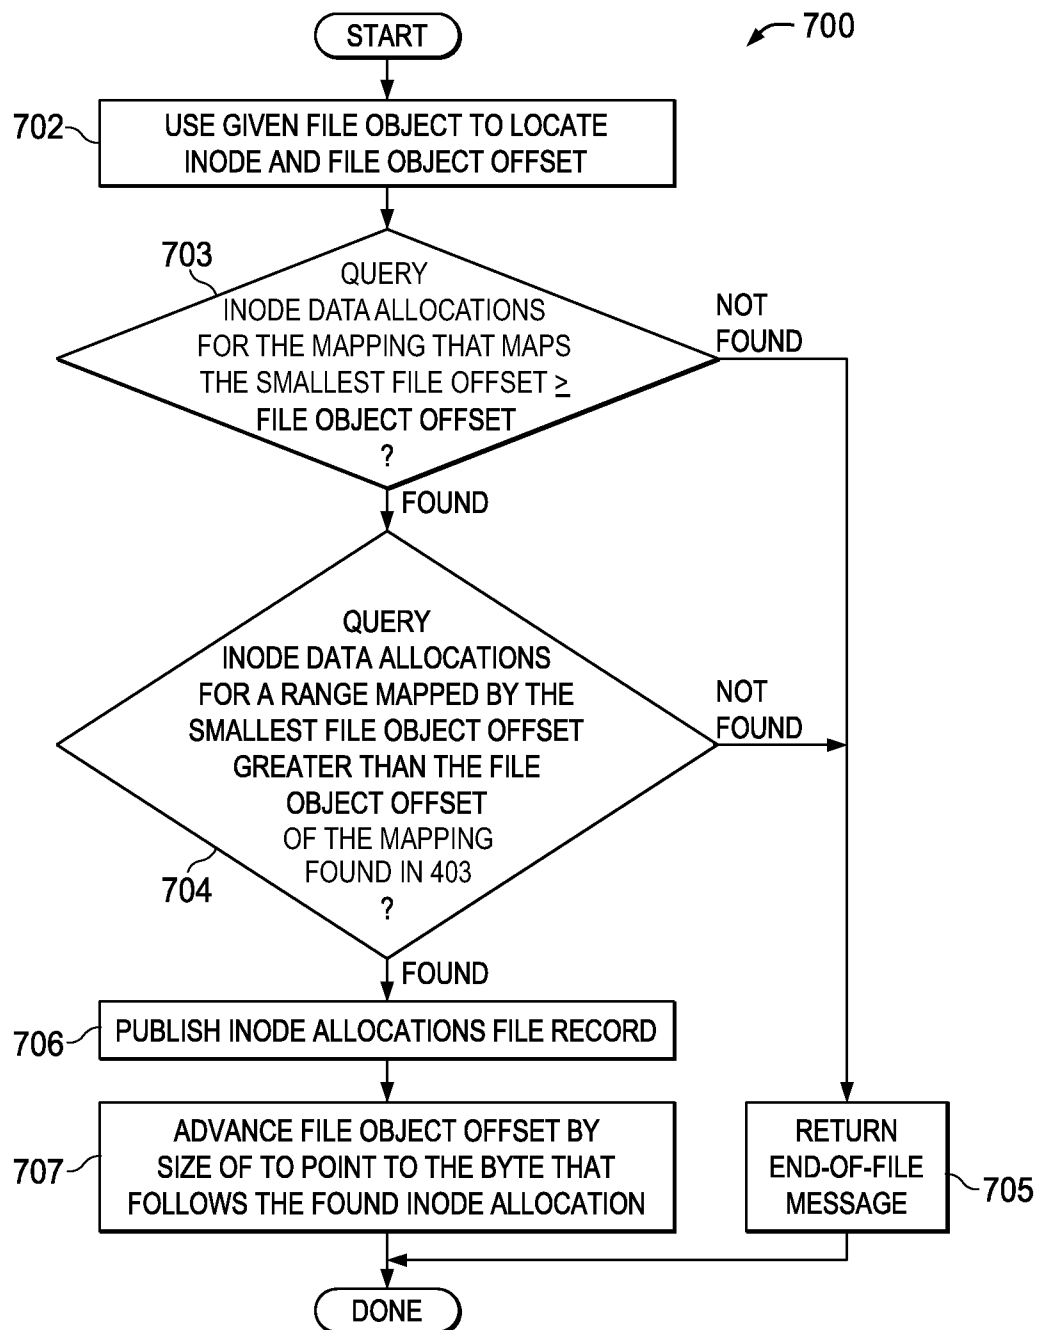 START
700
702
USE GIVEN FILE OBJECT TO LOCATE
INODE AND FILE OBJECT OFFSET
703
QUERY
INODE DATA ALLOCATIONS
FOR THE MAPPING THAT MAPS
THE SMALLEST FILE OFFSET ≥
FILE OBJECT OFFSET
?
NOT
FOUND
FOUND
QUERY
INODE DATA ALLOCATIONS
FOR A RANGE MAPPED BY THE
SMALLEST FILE OBJECT OFFSET
GREATER THAN THE FILE
OBJECT OFFSET
OF THE MAPPING
FOUND IN 403
?
NOT
FOUND
704
FOUND
706
PUBLISH INODE ALLOCATIONS FILE RECORD
707
ADVANCE FILE OBJECT OFFSET BY
SIZE OF TO POINT TO THE BYTE THAT
FOLLOWS THE FOUND INODE ALLOCATION
RETURN
END-OF-FILE
MESSAGE
705
DONE